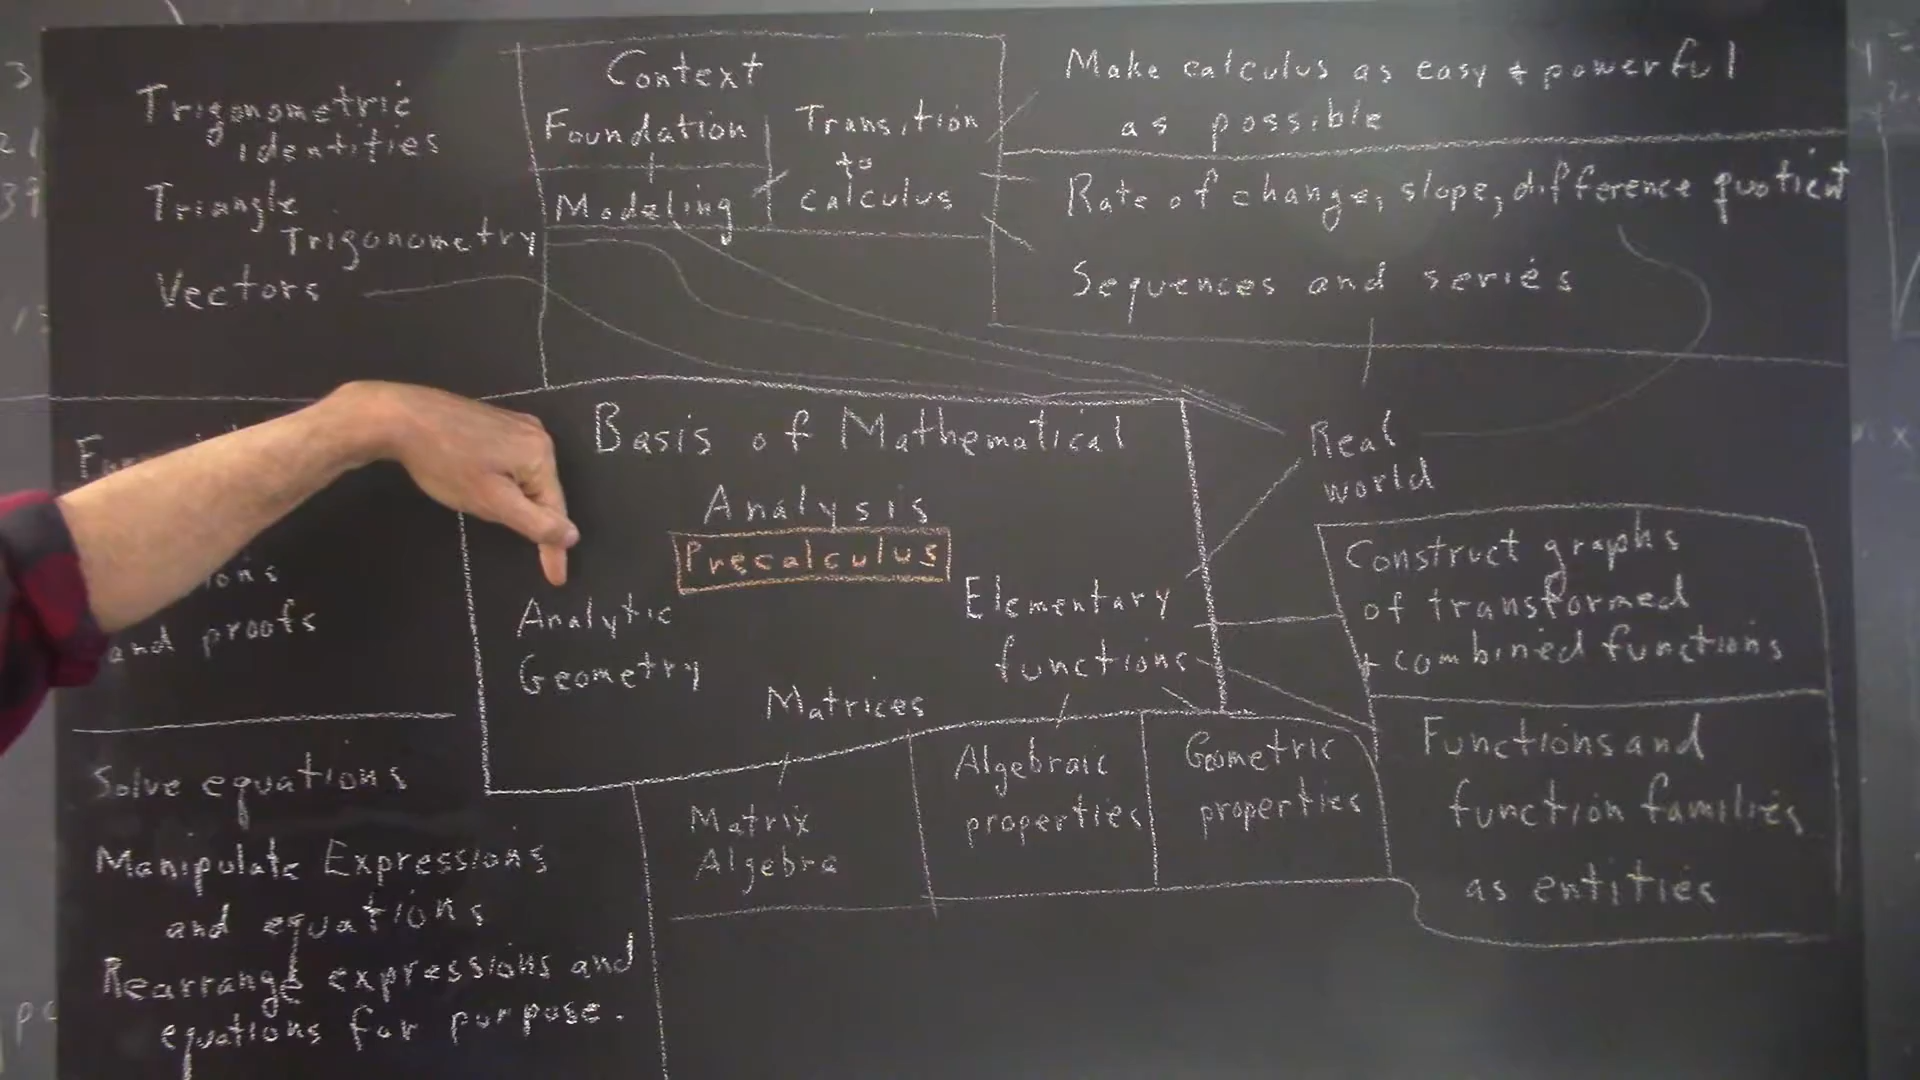 Trigonometric
identities
Triangle
Trigonometry
Vectors
Context
Foundation
Modeling
Transition
to
calculus
Make calculus as easy + powerful
as possible
Rate of change, slope, difference quotient
Sequences and series
Real
world
Basis of Mathematical
Analysis
Precalculus
Analytic
Geometry
Matrices
Elementary
functions
and proofs
Construct graphs
of transformed
+ combined functions
Functions and
function families
as entities
Matrix
Algebra
Algebraic
properties
Geometric
properties
Solve equations
Manipulate Expressions
and equations
Rearrange expressions and
equations for purpose.